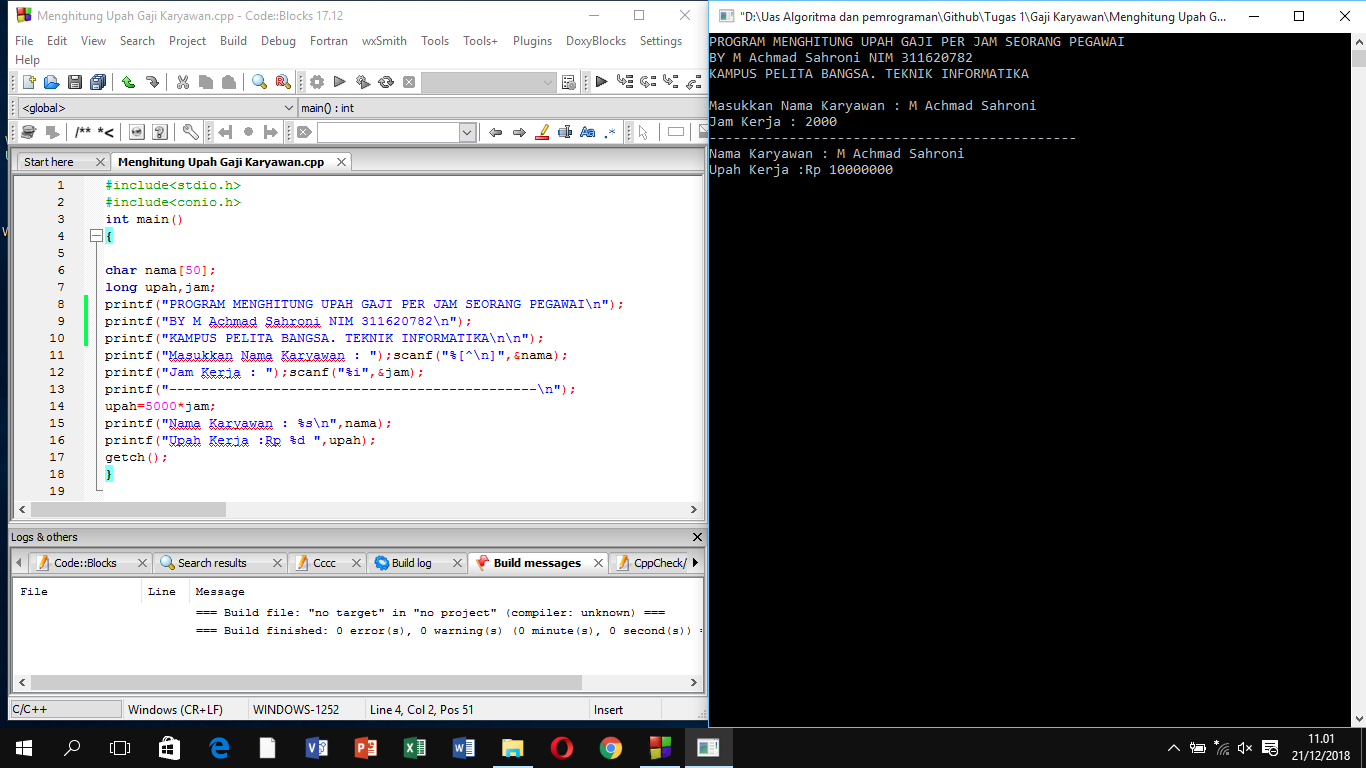 Menghitung Upah Gaji Karyawan.cpp - Code::Blocks 17.12
File Edit View Search Project Build Debug Fortran wxSmith Tools Tools+ Plugins DoxyBlocks Settings
Help
<global> main() : int
/** *<
Aa .*
Start here Menghitung Upah Gaji Karyawan.cpp
1 #include<stdio.h>
2 #include<conio.h>
3 int main()
4 {
5
6 char nama[50];
7 long upah,jam;
8 printf("PROGRAM MENGHITUNG UPAH GAJI PER JAM SEORANG PEGAWAI\n");
9 printf("BY M Achmad Sahroni NIM 311620782\n");
10 printf("KAMPUS PELITA BANGSA. TEKNIK INFORMATIKA\n\n");
11 printf("Masukkan Nama Karyawan : ");scanf("%[^\n]",&nama);
12 printf("Jam Kerja : ");scanf("%i",&jam);
13 printf("----------------------------------------------\n");
14 upah=5000*jam;
15 printf("Nama Karyawan : %s\n",nama);
16 printf("Upah Kerja :Rp %d ",upah);
17 getch();
18 }
19
Logs & others
Code::Blocks Search results Cccc Build log Build messages CppCheck/
File Line Message
=== Build file: "no target" in "no project" (compiler: unknown) ===
=== Build finished: 0 error(s), 0 warning(s) (0 minute(s), 0 second(s)) =
C/C++ Windows (CR+LF) WINDOWS-1252 Line 4, Col 2, Pos 51 Insert
"D:\Uas Algoritma dan pemrograman\Github\Tugas 1\Gaji Karyawan\Menghitung Upah G...
PROGRAM MENGHITUNG UPAH GAJI PER JAM SEORANG PEGAWAI
BY M Achmad Sahroni NIM 311620782
KAMPUS PELITA BANGSA. TEKNIK INFORMATIKA
Masukkan Nama Karyawan : M Achmad Sahroni
Jam Kerja : 2000
----------------------------------------------
Nama Karyawan : M Achmad Sahroni
Upah Kerja :Rp 10000000
11.01
21/12/2018